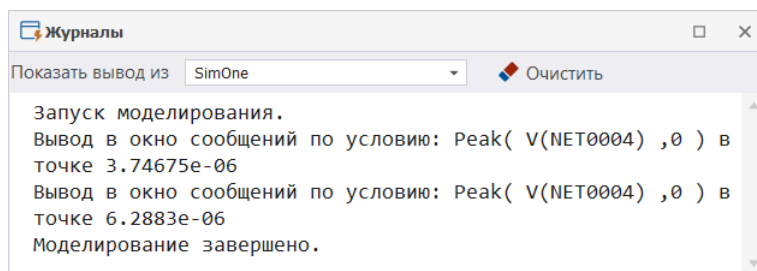 Журналы
Показать вывод из SimOne Очистить
Запуск моделирования.
Вывод в окно сообщений по условию: Peak( V(NET0004) ,0 ) в
точке 3.74675e-06
Вывод в окно сообщений по условию: Peak( V(NET0004) ,0 ) в
точке 6.2883e-06
Моделирование завершено.